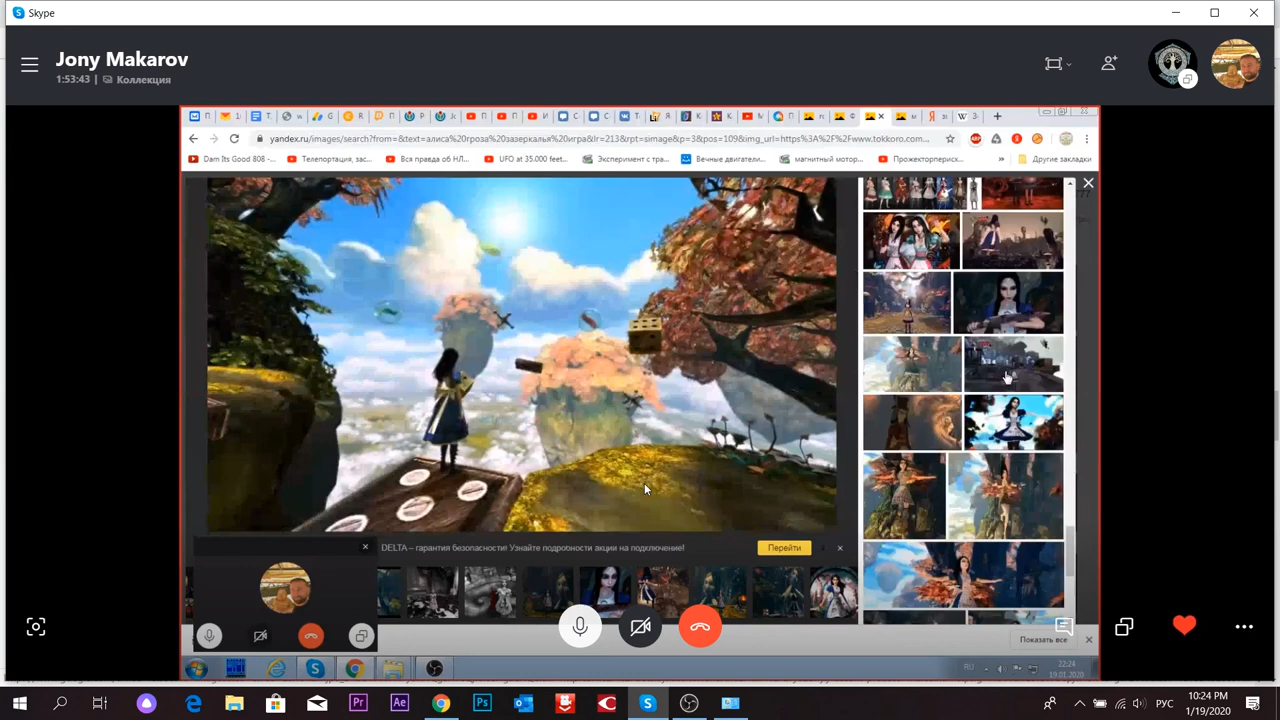 Skype
Jony Makarov
1:53:43 | Коллекция
yandex.ru/images/search?from=&text=алиса%20гроза%20зазеркалья%20игра&lr=213&rpt=simage&p=3&pos=109&img_url=https%3A%2F%2Fwww.tokkoro.com...
Dam Its Good 808 -... Телепортация, зас... Вся правда об НЛ... UFO at 35.000 feet... Эксперимент с тра... Вечные двигатели... магнитный мотор... Прожекторперисх... » Другие закладки
DELTA – гарантия безопасности! Узнайте подробности акции на подключение!
Перейти
Показать все
RU
22:24
19.01.2020
РУС
10:24 PM
1/19/2020